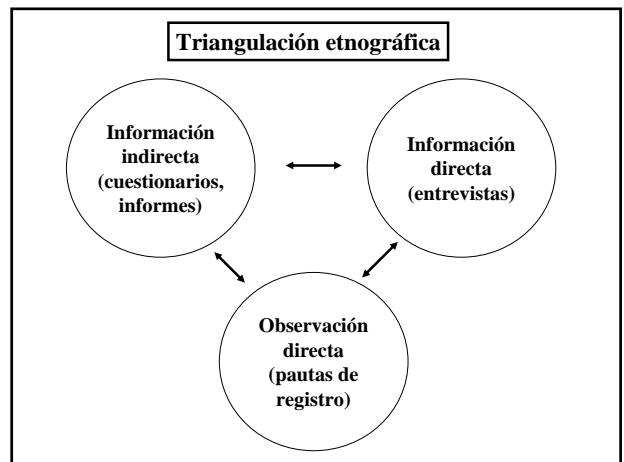 Triangulación etnográfica
Información
indirecta
(cuestionarios,
informes)
Información
directa
(entrevistas)
Observación
directa
(pautas de
registro)